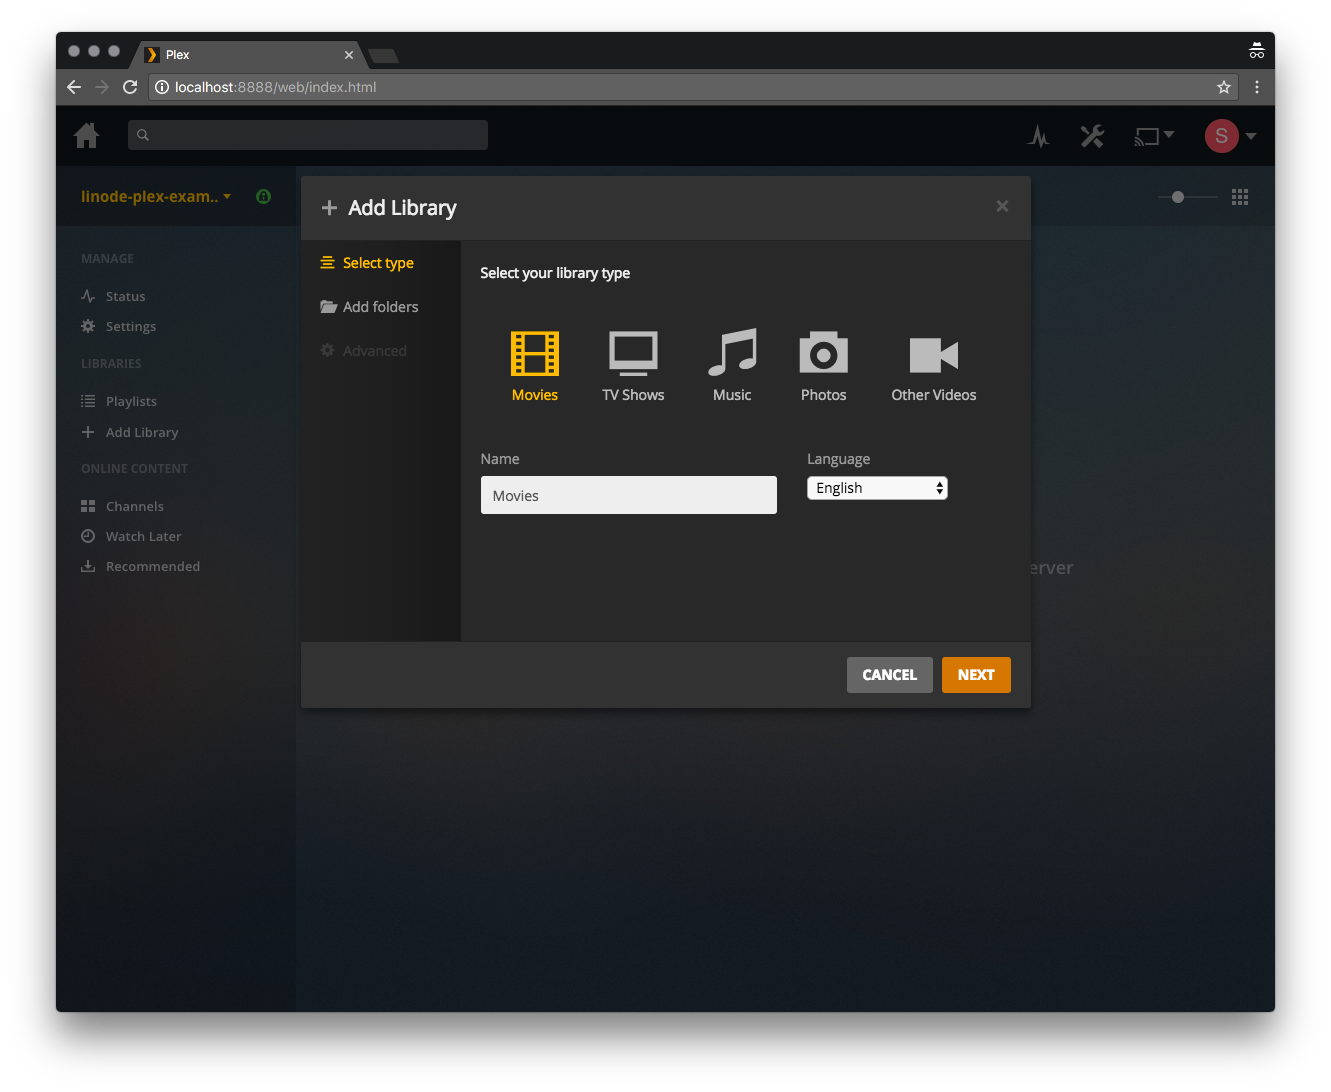 Plex
localhost:8888/web/index.html
S
linode-plex-exam..
MANAGE
Status
Settings
LIBRARIES
Playlists
Add Library
ONLINE CONTENT
Channels
Watch Later
Recommended
Add Library
Select type
Add folders
Advanced
Select your library type
Movies
TV Shows
Music
Photos
Other Videos
Name
Language
Movies
English
erver
CANCEL
NEXT